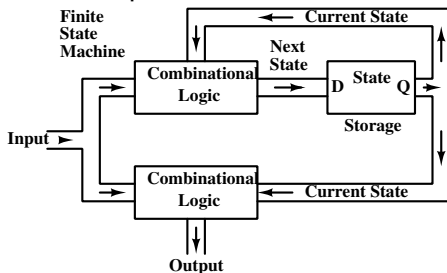 Finite
State
Machine
Current State
Next
State
Combinational
Logic
State
D
Q
Storage
Input
Combinational
Logic
Current State
Output